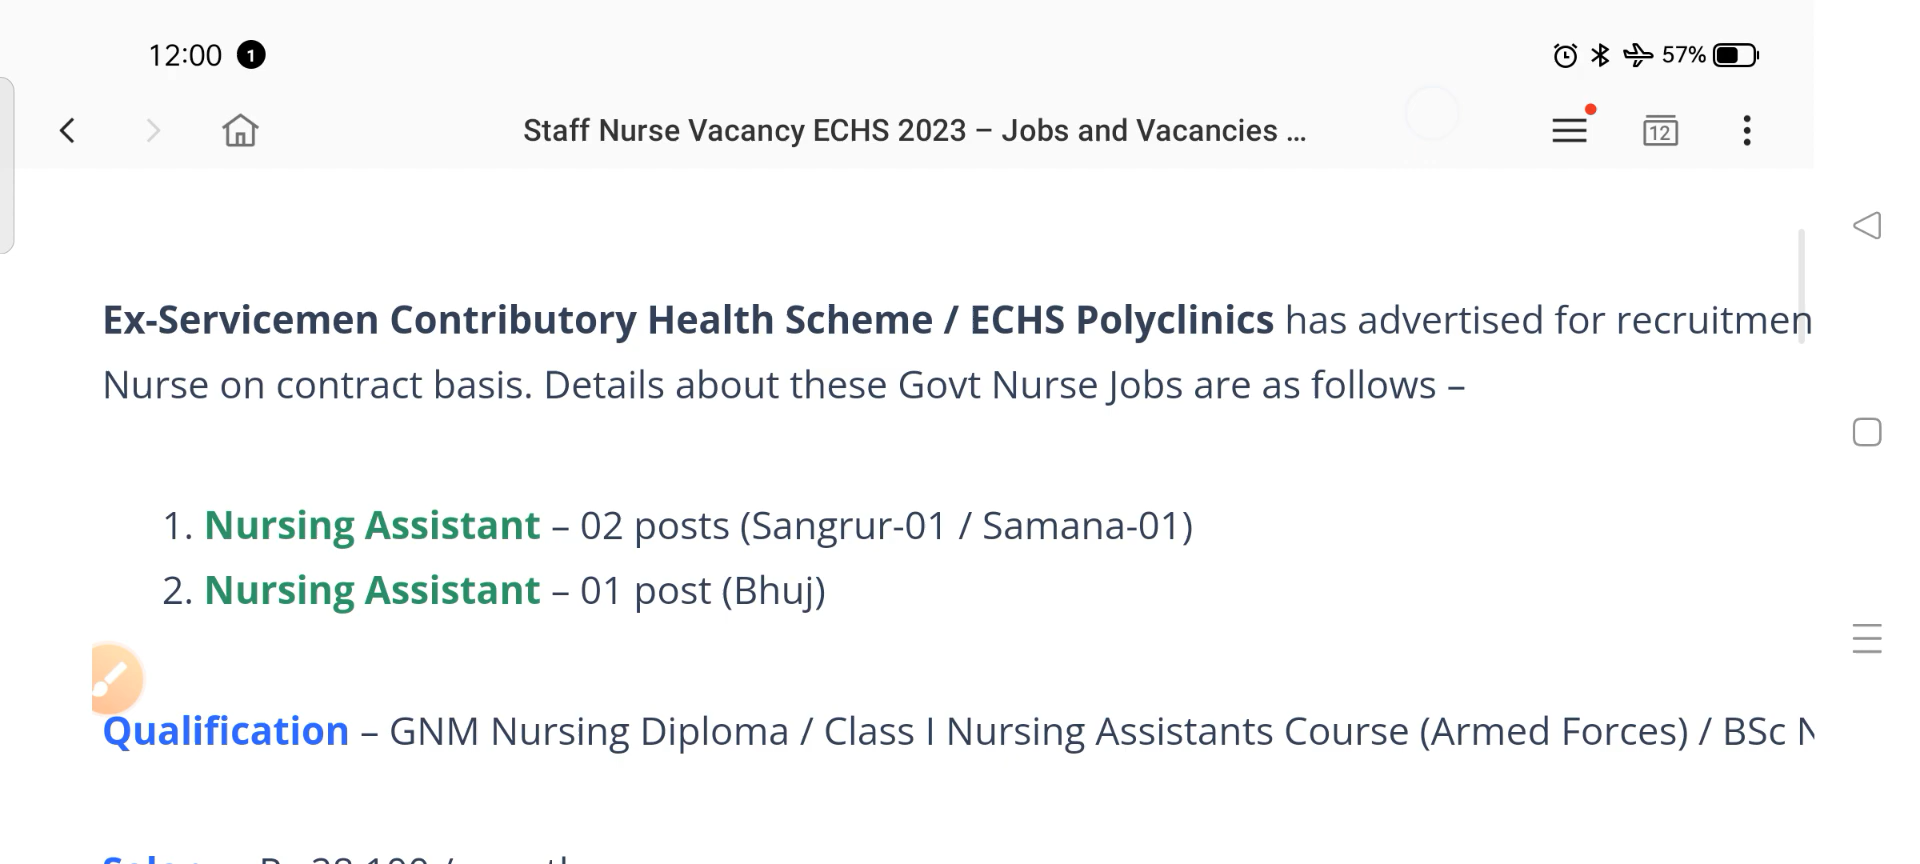 12:00 1
57%
Staff Nurse Vacancy ECHS 2023 – Jobs and Vacancies ...
12
Ex-Servicemen Contributory Health Scheme / ECHS Polyclinics has advertised for recruitmen
Nurse on contract basis. Details about these Govt Nurse Jobs are as follows –
1. Nursing Assistant – 02 posts (Sangrur-01 / Samana-01)
2. Nursing Assistant – 01 post (Bhuj)
Qualification – GNM Nursing Diploma / Class I Nursing Assistants Course (Armed Forces) / BSc N